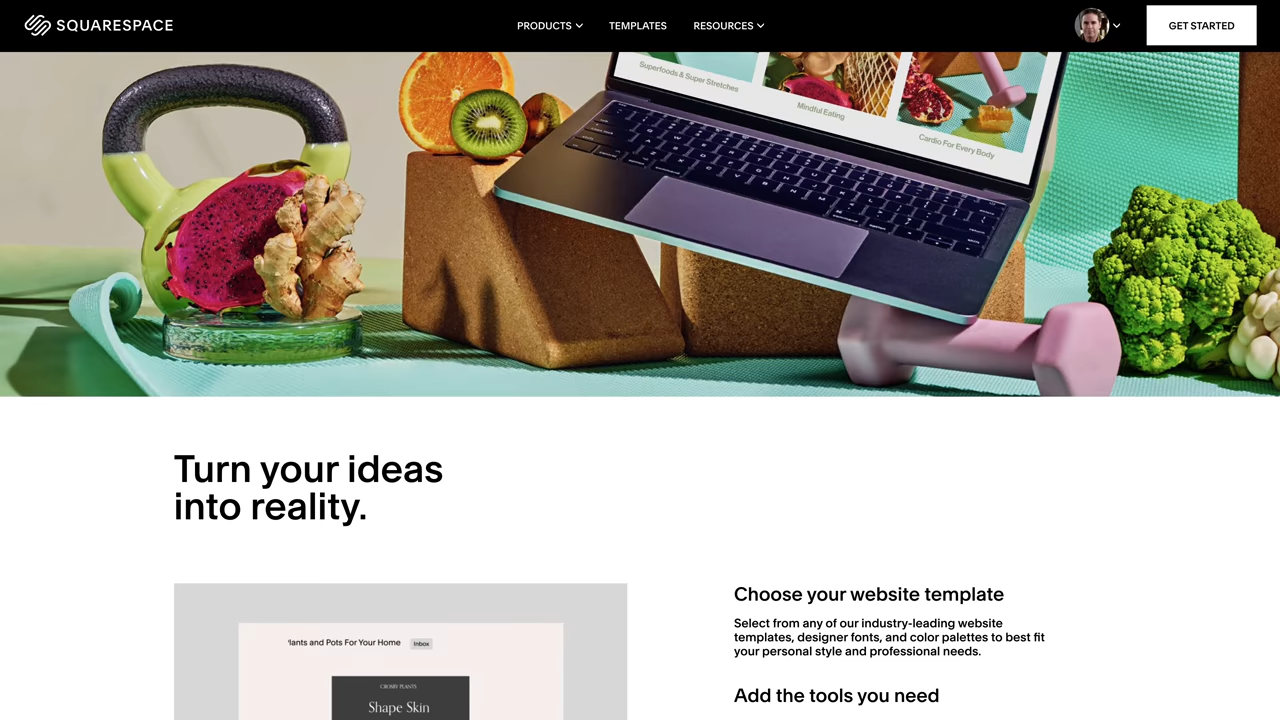 SQUARESPACE
PRODUCTS
TEMPLATES
RESOURCES
GET STARTED
Superfoods & Super Stretches
Mindful Eating
Cardio For Every Body
Turn your ideas
into reality.
Choose your website template
Select from any of our industry-leading website
templates, designer fonts, and color palettes to best fit
your personal style and professional needs.
Add the tools you need
and Pots For Your Home
Inbox
CROSBY PLANTS
Shape Skin